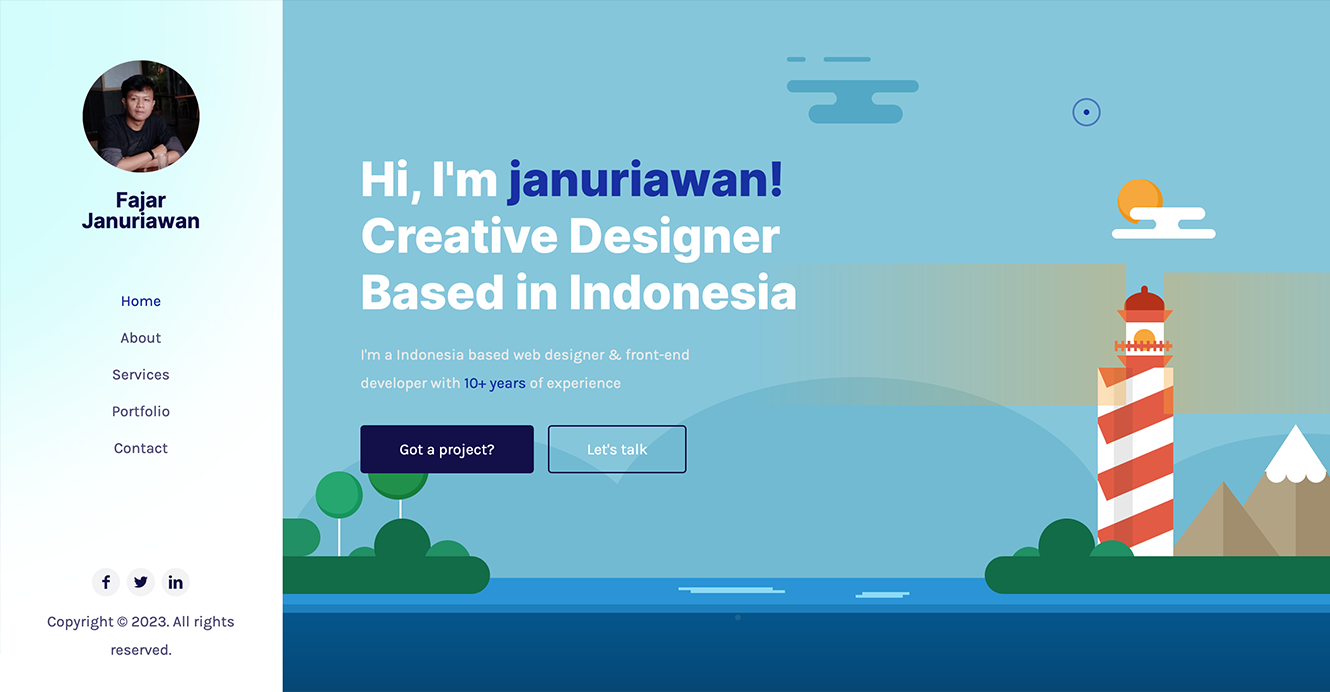 Fajar
Januriawan
Home
About
Services
Portfolio
Contact
Copyright © 2023. All rights
reserved.
Hi, I'm januriawan!
Creative Designer
Based in Indonesia
I'm a Indonesia based web designer & front-end
developer with 10+ years of experience
Got a project?
Let's talk